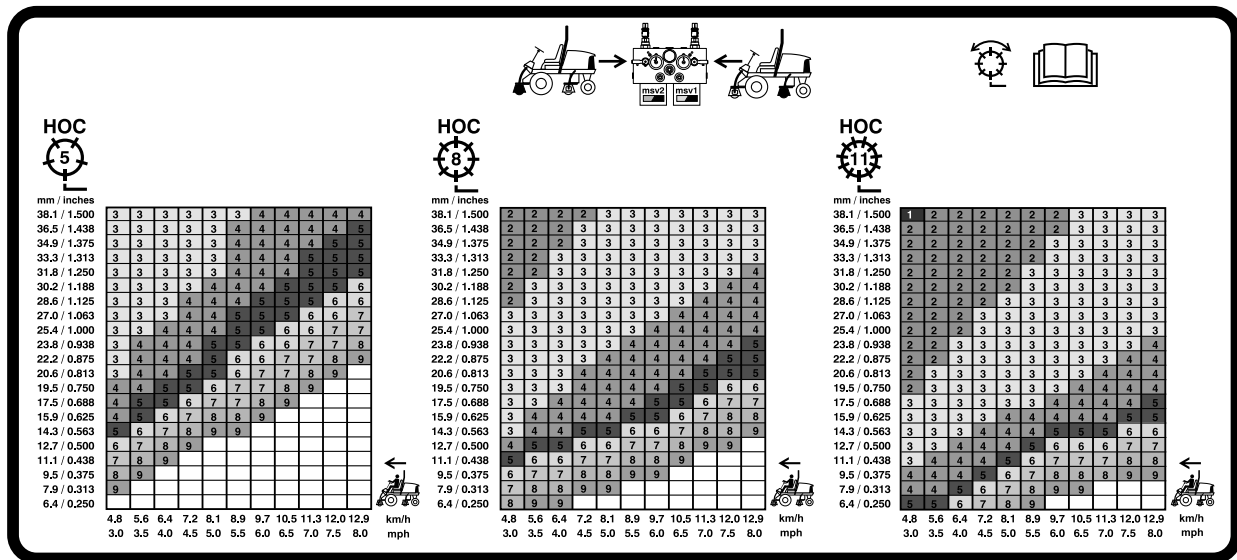 msv2 msv1
HOC
5
mm / inches
38.1 / 1.500 3 3 3 3 3 3 4 4 4 4 4
36.5 / 1.438 3 3 3 3 3 4 4 4 4 4 5
34.9 / 1.375 3 3 3 3 3 4 4 4 4 5 5
33.3 / 1.313 3 3 3 3 3 4 4 4 5 5 5
31.8 / 1.250 3 3 3 3 3 4 4 4 5 5 5
30.2 / 1.188 3 3 3 3 4 4 4 5 5 5 6
28.6 / 1.125 3 3 3 4 4 4 5 5 5 6 6
27.0 / 1.063 3 3 3 4 4 5 5 5 6 6 7
25.4 / 1.000 3 3 4 4 4 5 5 6 6 7 7
23.8 / 0.938 3 4 4 4 5 5 6 6 7 7 8
22.2 / 0.875 3 4 4 4 5 6 6 7 7 8 9
20.6 / 0.813 3 4 4 5 5 6 7 7 8 9
19.5 / 0.750 4 4 5 5 6 7 7 8 9
17.5 / 0.688 4 5 5 6 7 7 8 9
15.9 / 0.625 4 5 6 7 8 8 9
14.3 / 0.563 5 6 7 8 9 9
12.7 / 0.500 6 7 8 9
11.1 / 0.438 7 8 9
9.5 / 0.375 8 9
7.9 / 0.313 9
6.4 / 0.250
4.8 5.6 6.4 7.2 8.1 8.9 9.7 10.5 11.3 12.0 12.9 km/h
3.0 3.5 4.0 4.5 5.0 5.5 6.0 6.5 7.0 7.5 8.0 mph
HOC
8
mm / inches
38.1 / 1.500 2 2 2 2 3 3 3 3 3 3 3
36.5 / 1.438 2 2 2 3 3 3 3 3 3 3 3
34.9 / 1.375 2 2 2 3 3 3 3 3 3 3 3
33.3 / 1.313 2 2 3 3 3 3 3 3 3 3 3
31.8 / 1.250 2 2 3 3 3 3 3 3 3 3 4
30.2 / 1.188 2 3 3 3 3 3 3 3 3 4 4
28.6 / 1.125 2 3 3 3 3 3 3 3 4 4 4
27.0 / 1.063 3 3 3 3 3 3 3 4 4 4 4
25.4 / 1.000 3 3 3 3 3 3 4 4 4 4 4
23.8 / 0.938 3 3 3 3 3 4 4 4 4 4 5
22.2 / 0.875 3 3 3 3 4 4 4 4 4 5 5
20.6 / 0.813 3 3 3 4 4 4 4 4 5 5 5
19.5 / 0.750 3 3 3 4 4 4 4 5 5 6 6
17.5 / 0.688 3 3 4 4 4 4 5 5 6 6 7
15.9 / 0.625 3 4 4 4 4 5 5 6 7 7 8
14.3 / 0.563 3 4 4 5 5 6 6 7 7 8 9
12.7 / 0.500 4 5 5 6 6 7 7 8 9 9
11.1 / 0.438 5 6 6 7 7 8 8 9
9.5 / 0.375 6 7 7 8 8 9 9
7.9 / 0.313 7 8 8 9 9
6.4 / 0.250 8 9 9
4.8 5.6 6.4 7.2 8.1 8.9 9.7 10.5 11.3 12.0 12.9 km/h
3.0 3.5 4.0 4.5 5.0 5.5 6.0 6.5 7.0 7.5 8.0 mph
HOC
11
mm / inches
38.1 / 1.500 1 2 2 2 2 2 2 3 3 3 3
36.5 / 1.438 2 2 2 2 2 2 2 3 3 3 3
34.9 / 1.375 2 2 2 2 2 2 3 3 3 3 3
33.3 / 1.313 2 2 2 2 2 2 3 3 3 3 3
31.8 / 1.250 2 2 2 2 2 3 3 3 3 3 3
30.2 / 1.188 2 2 2 2 2 3 3 3 3 3 3
28.6 / 1.125 2 2 2 2 3 3 3 3 3 3 3
27.0 / 1.063 2 2 2 3 3 3 3 3 3 3 3
25.4 / 1.000 2 2 2 3 3 3 3 3 3 3 3
23.8 / 0.938 2 2 3 3 3 3 3 3 3 3 4
22.2 / 0.875 2 2 3 3 3 3 3 3 3 4 4
20.6 / 0.813 2 3 3 3 3 3 3 3 4 4 4
19.5 / 0.750 2 3 3 3 3 3 3 4 4 4 4
17.5 / 0.688 3 3 3 3 3 3 4 4 4 4 5
15.9 / 0.625 3 3 3 3 4 4 4 4 4 5 5
14.3 / 0.563 3 3 3 4 4 4 5 5 5 6 6
12.7 / 0.500 3 3 4 4 4 5 6 6 6 7 7
11.1 / 0.438 3 4 4 4 5 6 6 7 7 8 8
9.5 / 0.375 4 4 4 5 6 7 7 8 8 9 9
7.9 / 0.313 4 4 5 6 7 8 9 9
6.4 / 0.250 5 5 6 7 8 9
4.8 5.6 6.4 7.2 8.1 8.9 9.7 10.5 11.3 12.0 12.9 km/h
3.0 3.5 4.0 4.5 5.0 5.5 6.0 6.5 7.0 7.5 8.0 mph